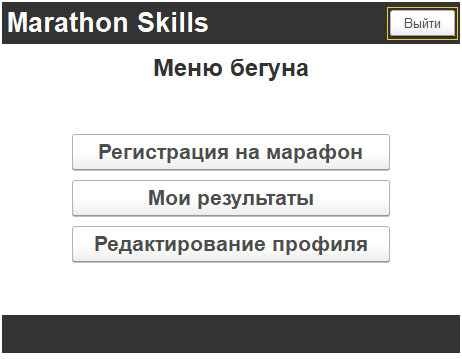 Marathon Skills
Выйти
Меню бегуна
Регистрация на марафон
Мои результаты
Редактирование профиля